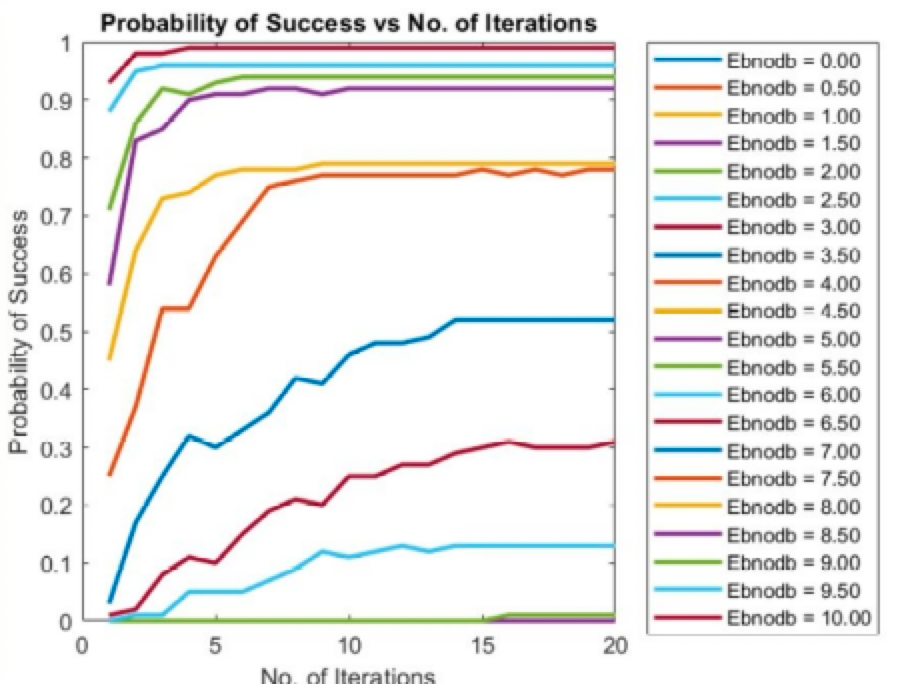 Probability of Success vs No. of Iterations
Probability of Success
1
0.9
0.8
0.7
0.6
0.5
0.4
0.3
0.2
0.1
0
0 5 10 15 20
No. of Iterations
Ebnodb = 0.00
Ebnodb = 0.50
Ebnodb = 1.00
Ebnodb = 1.50
Ebnodb = 2.00
Ebnodb = 2.50
Ebnodb = 3.00
Ebnodb = 3.50
Ebnodb = 4.00
Ebnodb = 4.50
Ebnodb = 5.00
Ebnodb = 5.50
Ebnodb = 6.00
Ebnodb = 6.50
Ebnodb = 7.00
Ebnodb = 7.50
Ebnodb = 8.00
Ebnodb = 8.50
Ebnodb = 9.00
Ebnodb = 9.50
Ebnodb = 10.00